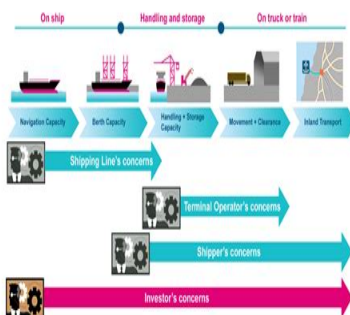 On ship
Handling and storage
On truck or train
Navigation Capacity
Berth Capacity
Handling + Storage
Capacity
Movement + Clearance
Inland Transport
Shipping Line's concerns
Terminal Operator's concerns
Shipper's concerns
Investor's concerns